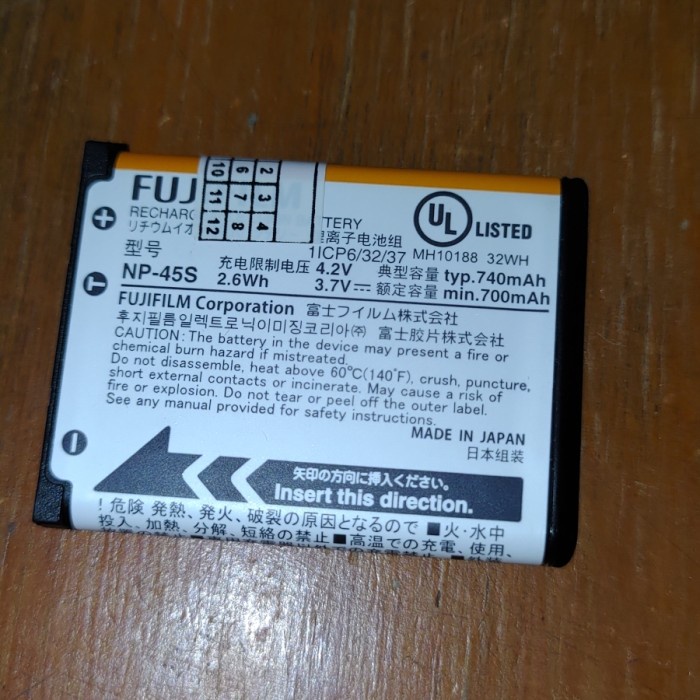 FUJ
RECHARG
TTERY
リチウムイオ
锂离子电池组
10 6 2
11 7 3
12 8 4
UL LISTED
MH10188 32WH
型号
1ICP6/32/37
NP-45S
充电限制电压 4.2V 典型容量 typ.740mAh
2.6Wh 3.7V⎓ 额定容量 min.700mAh
FUJIFILM Corporation 富士フイルム株式会社
후지필름일렉트로닉이미징코리아㈜ 富士胶片株式会社
CAUTION: The battery in the device may present a fire or
chemical burn hazard if mistreated.
Do not disassemble, heat above 60°C(140°F), crush, puncture,
short external contacts or incinerate. May cause a risk of
fire or explosion. Do not tear or peel off the outer label.
See any manual provided for safety instructions.
MADE IN JAPAN
日本组装
矢印の方向に挿入ください。
Insert this direction.
! 危険 発熱、発火、破裂の原因となるので ■火・水中
投入、加熱、分解、短絡の禁止 ■高温での充電、使用、
+
T
−